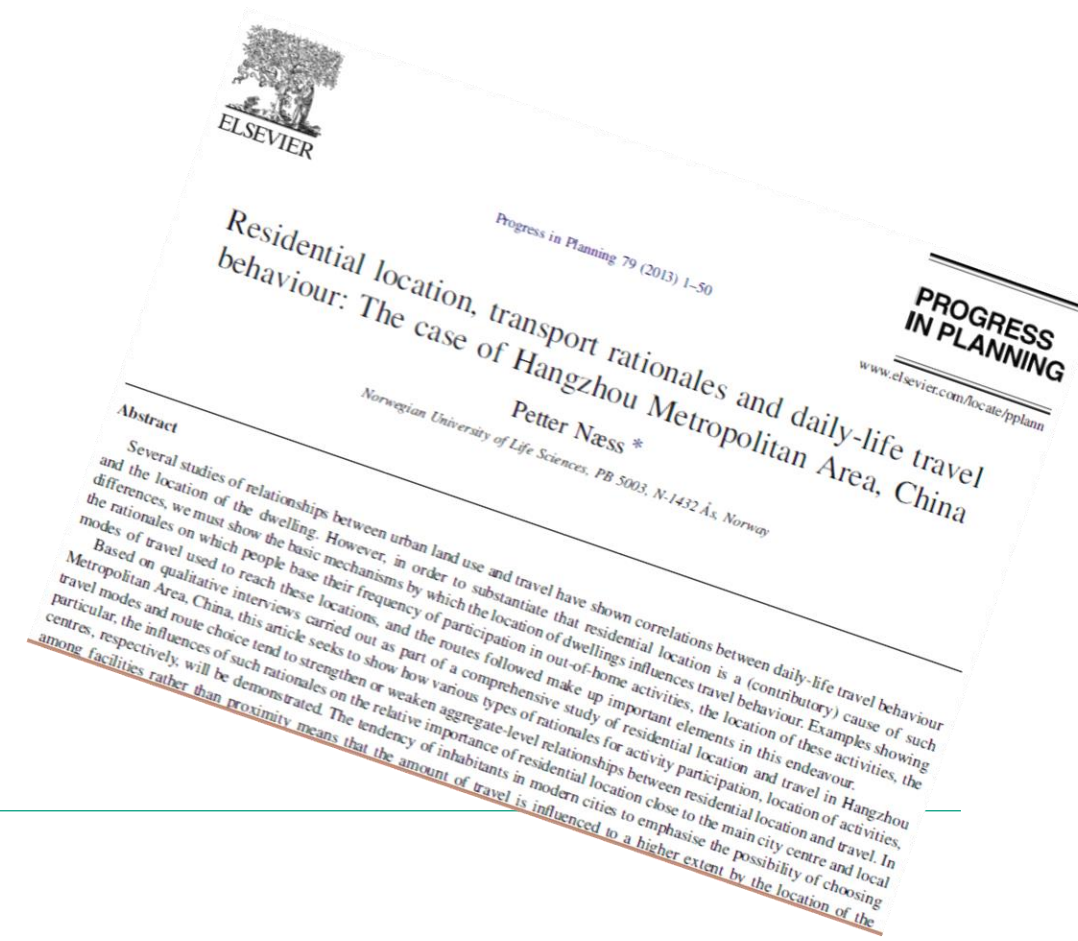 ELSEVIER
Progress in Planning 79 (2013) 1–50
PROGRESS
IN PLANNING
www.elsevier.com/locate/pplann
Residential location, transport rationales and daily-life travel
behaviour: The case of Hangzhou Metropolitan Area, China
Petter Næss *
Norwegian University of Life Sciences, PB 5003, N-1432 Ås, Norway
Abstract
Several studies of relationships between urban land use and travel have shown correlations between daily-life travel behaviour
and the location of the dwelling. However, in order to substantiate that residential location is a (contributory) cause of such
differences, we must show the basic mechanisms by which the location of dwellings influences travel behaviour. Examples showing
the rationales on which people base their frequency of participation in out-of-home activities, the location of these activities, the
modes of travel used to reach these locations, and the routes followed make up important elements in this endeavour.
Based on qualitative interviews carried out as part of a comprehensive study of residential location and travel in Hangzhou
Metropolitan Area, China, this article seeks to show how various types of rationales for activity participation, location of activities,
travel modes and route choice tend to strengthen or weaken aggregate-level relationships between residential location and travel. In
particular, the influences of such rationales on the relative importance of residential location close to the main city centre and local
centres, respectively, will be demonstrated. The tendency of inhabitants in modern cities to emphasise the possibility of choosing
among facilities rather than proximity means that the amount of travel is influenced to a higher extent by the location of the